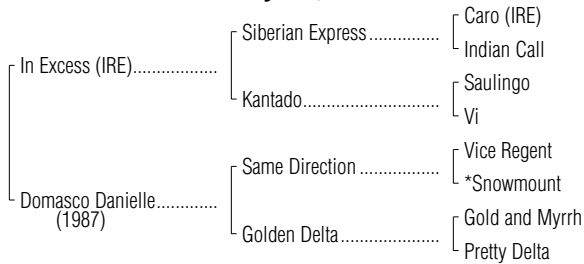 Caro (IRE)
Siberian Express................
Indian Call
In Excess (IRE)..................
Saulingo
Kantado.............................
Vi
Vice Regent
Same Direction .................
*Snowmount
Domasco Danielle.............
(1987)
Gold and Myrrh
Golden Delta.....................
Pretty Delta